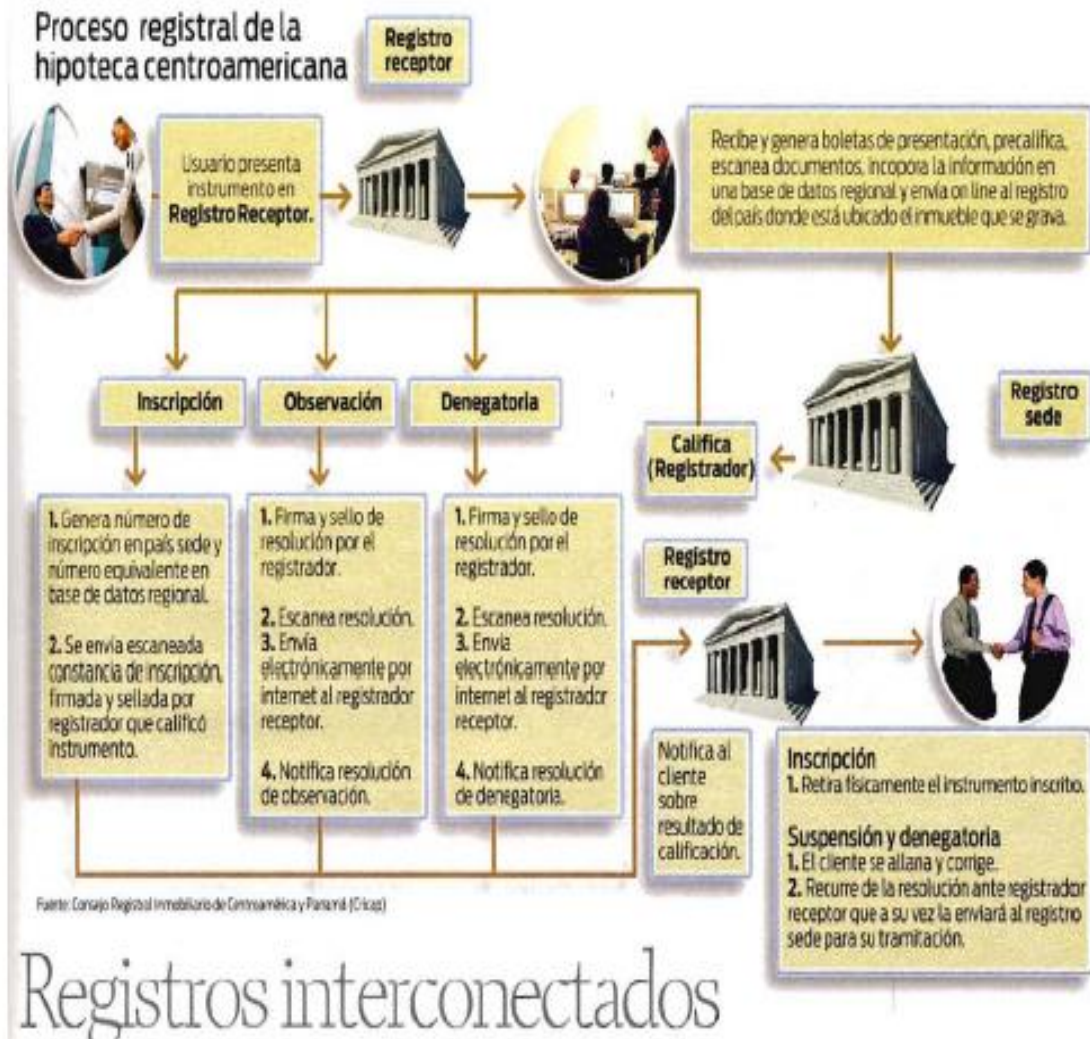 Proceso registral de la
hipoteca centroamericana
Registro
receptor
Usuario presenta
instrumento en
Registro Receptor.
Recibe y genera boletas de presentación, precalifica,
escanea documentos, incopora la información en
una base de datos regional y envía on line al registro
del país donde está ubicado el inmueble que se grava.
Registro
sede
Califica
(Registrador)
Inscripción
Observación
Denegatoria
1. Genera número de
inscripción en país sede y
número equivalente en
base de datos regional.
2. Se envía escaneada
constancia de inscripción,
firmada y sellada por
registrador que calificó
instrumento.
1. Firma y sello de
resolución por el
registrador.
2. Escanea resolución.
3. Envía
electrónicamente por
internet al registrador
receptor.
4. Notifica resolución
de observación.
1. Firma y sello de
resolución por el
registrador.
2. Escanea resolución.
3. Envía
electrónicamente por
internet al registrador
receptor.
4. Notifica resolución
de denegatoria.
Registro
receptor
Notifica al
cliente
sobre
resultado de
calificación.
Inscripción
1. Retira físicamente el instrumento inscribo.
Suspensión y denegatoria
1. El cliente se allana y corrige.
2. Recurre de la resolución ante registrador
receptor que a su vez la enviará al registro
sede para su tramitación.
Fuente: Consejo Registral Inmobiliario de Centroamérica y Panamá (Cricap)
Registros interconectados